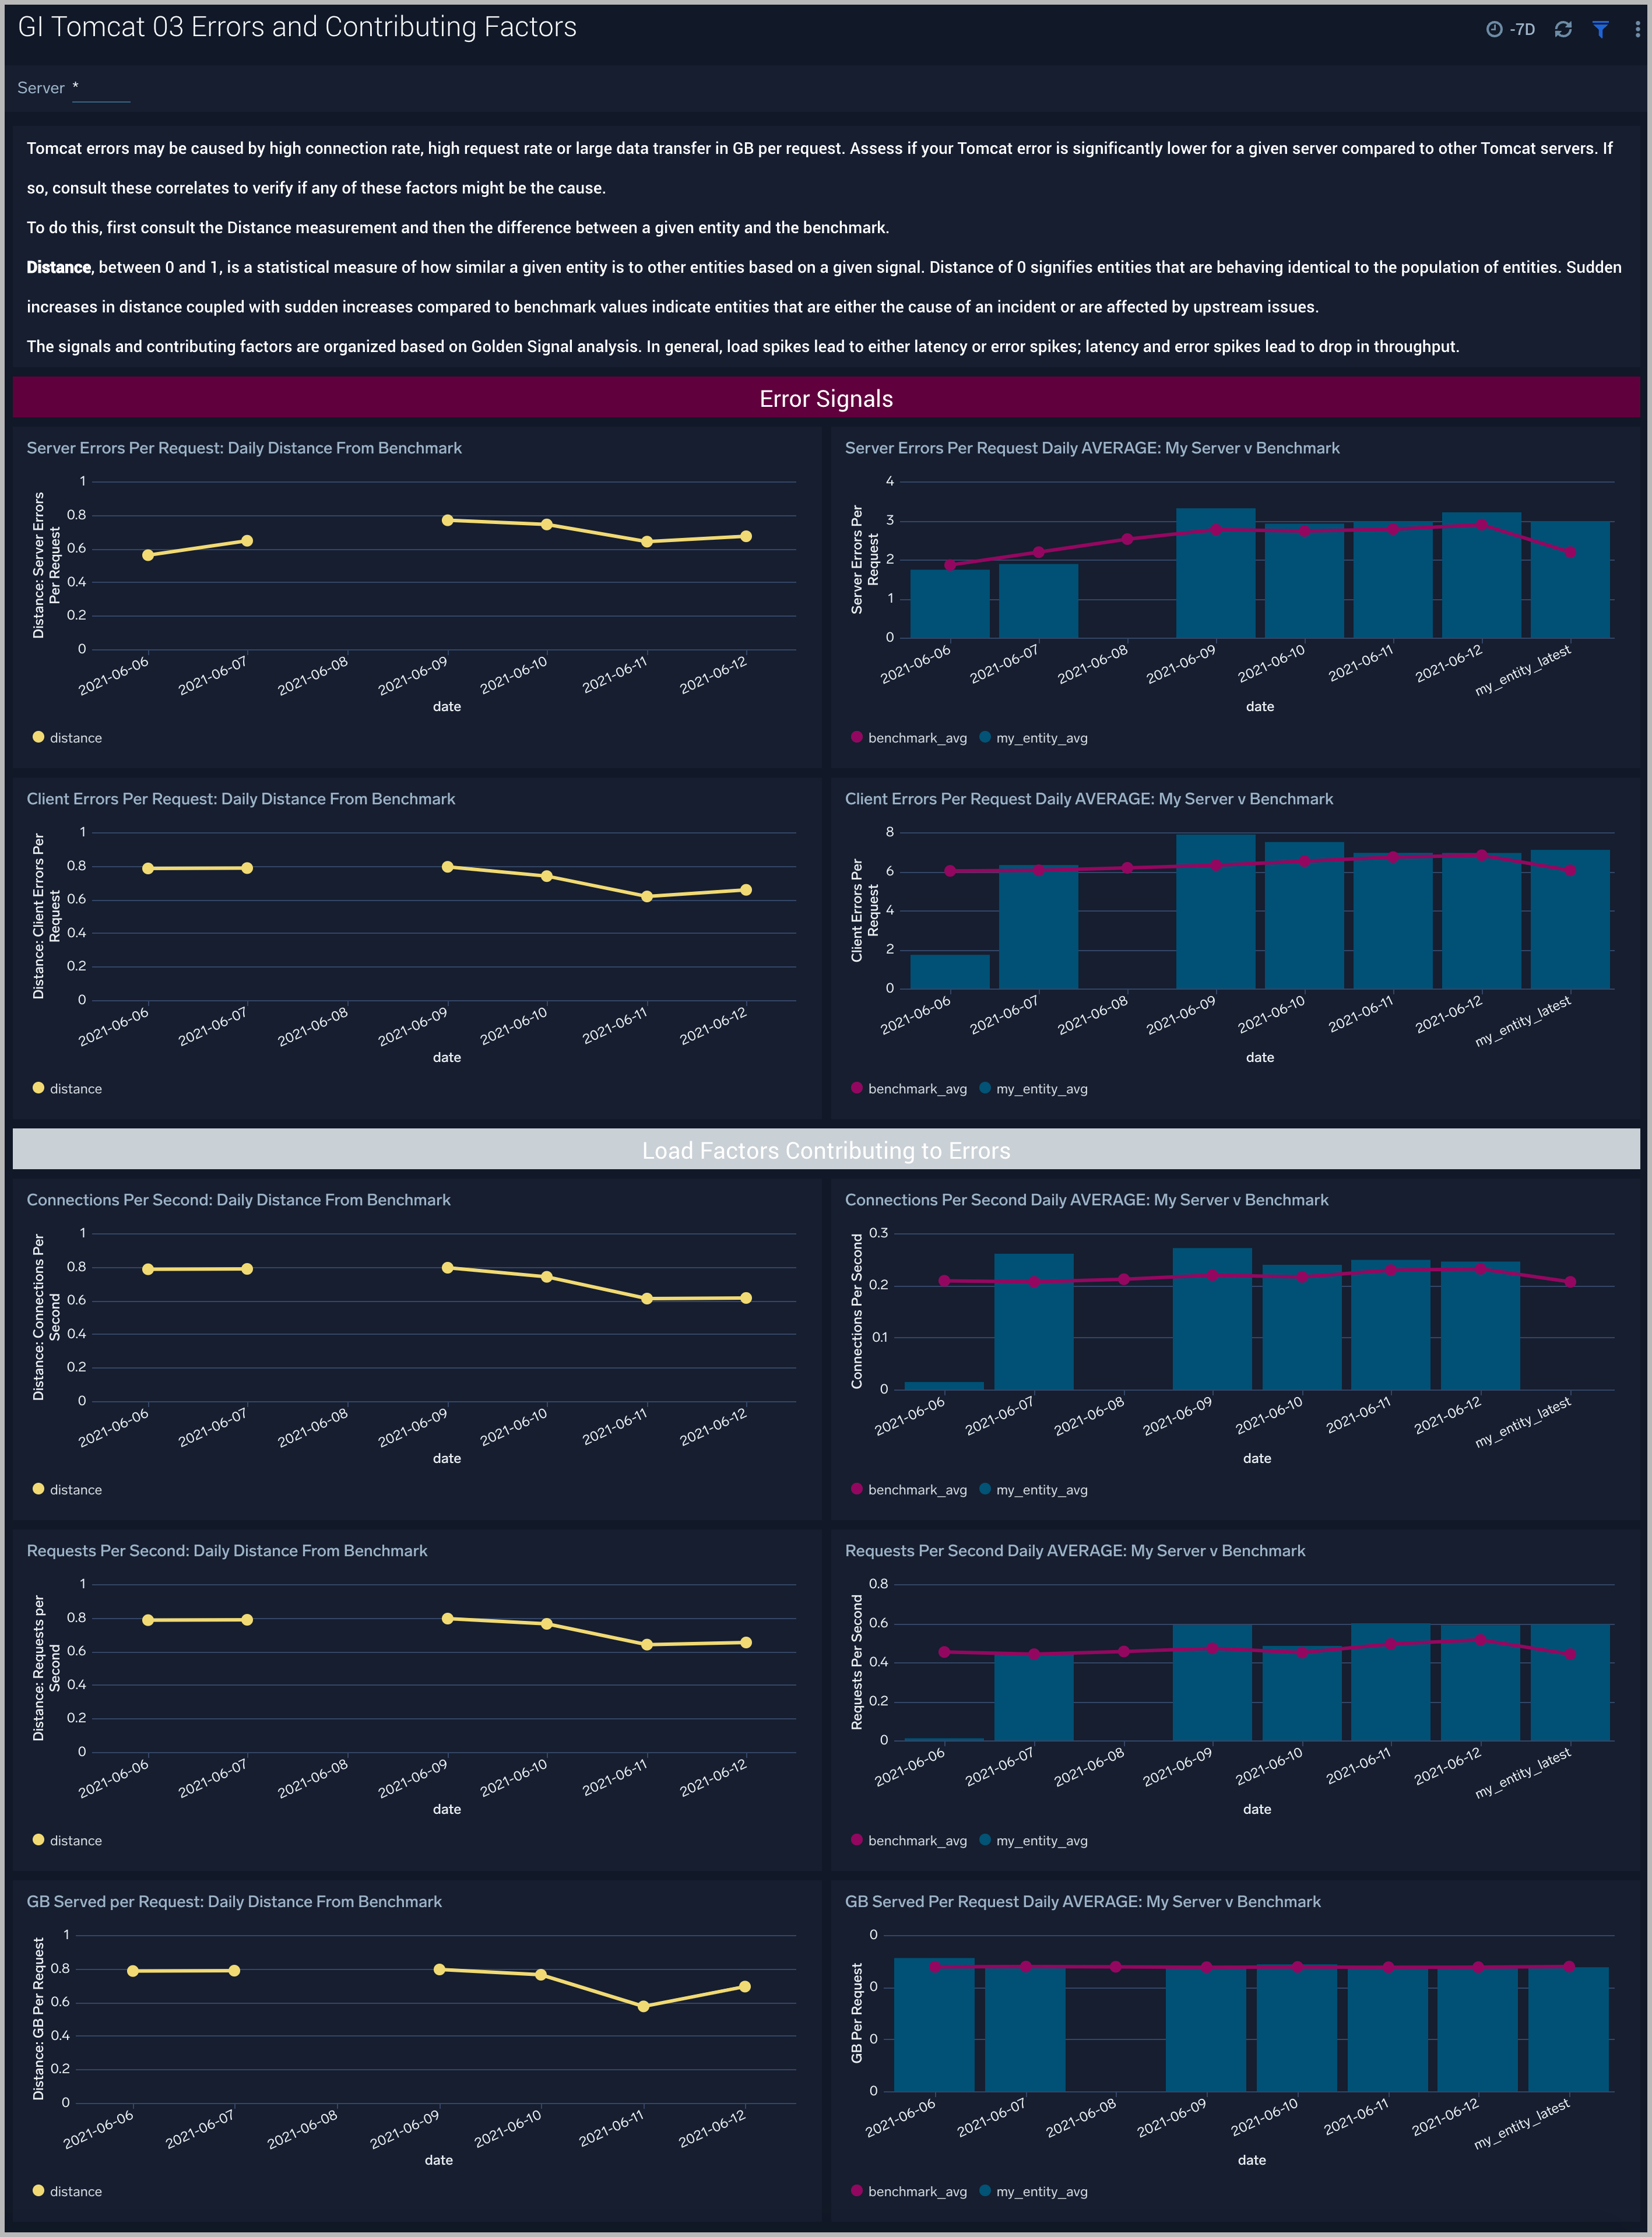 GI Tomcat 03 Errors and Contributing Factors
-7D
Server *
Tomcat errors may be caused by high connection rate, high request rate or large data transfer in GB per request. Assess if your Tomcat error is significantly lower for a given server compared to other Tomcat servers. If
so, consult these correlates to verify if any of these factors might be the cause.
To do this, first consult the Distance measurement and then the difference between a given entity and the benchmark.
Distance, between 0 and 1, is a statistical measure of how similar a given entity is to other entities based on a given signal. Distance of 0 signifies entities that are behaving identical to the population of entities. Sudden
increases in distance coupled with sudden increases compared to benchmark values indicate entities that are either the cause of an incident or are affected by upstream issues.
The signals and contributing factors are organized based on Golden Signal analysis. In general, load spikes lead to either latency or error spikes; latency and error spikes lead to drop in throughput.
Error Signals
Server Errors Per Request: Daily Distance From Benchmark
Distance: Server Errors
Per Request
1
0.8
0.6
0.4
0.2
0
2021-06-06
2021-06-07
2021-06-08
2021-06-09
2021-06-10
2021-06-11
2021-06-12
date
distance
Server Errors Per Request Daily AVERAGE: My Server v Benchmark
Server Errors Per
Request
4
3
2
1
0
2021-06-06
2021-06-07
2021-06-08
2021-06-09
2021-06-10
2021-06-11
2021-06-12
my_entity_latest
date
benchmark_avg my_entity_avg
Client Errors Per Request: Daily Distance From Benchmark
Distance: Client Errors Per
Request
1
0.8
0.6
0.4
0.2
0
2021-06-06
2021-06-07
2021-06-08
2021-06-09
2021-06-10
2021-06-11
2021-06-12
date
distance
Client Errors Per Request Daily AVERAGE: My Server v Benchmark
Client Errors Per
Request
8
6
4
2
0
2021-06-06
2021-06-07
2021-06-08
2021-06-09
2021-06-10
2021-06-11
2021-06-12
my_entity_latest
date
benchmark_avg my_entity_avg
Load Factors Contributing to Errors
Connections Per Second: Daily Distance From Benchmark
Distance: Connections Per
Second
1
0.8
0.6
0.4
0.2
0
2021-06-06
2021-06-07
2021-06-08
2021-06-09
2021-06-10
2021-06-11
2021-06-12
date
distance
Connections Per Second Daily AVERAGE: My Server v Benchmark
Connections Per Second
0.3
0.2
0.1
0
2021-06-06
2021-06-07
2021-06-08
2021-06-09
2021-06-10
2021-06-11
2021-06-12
my_entity_latest
date
benchmark_avg my_entity_avg
Requests Per Second: Daily Distance From Benchmark
Distance: Requests per
Second
1
0.8
0.6
0.4
0.2
0
2021-06-06
2021-06-07
2021-06-08
2021-06-09
2021-06-10
2021-06-11
2021-06-12
date
distance
Requests Per Second Daily AVERAGE: My Server v Benchmark
Requests Per Second
0.8
0.6
0.4
0.2
0
2021-06-06
2021-06-07
2021-06-08
2021-06-09
2021-06-10
2021-06-11
2021-06-12
my_entity_latest
date
benchmark_avg my_entity_avg
GB Served per Request: Daily Distance From Benchmark
Distance: GB Per Request
1
0.8
0.6
0.4
0.2
0
2021-06-06
2021-06-07
2021-06-08
2021-06-09
2021-06-10
2021-06-11
2021-06-12
date
distance
GB Served Per Request Daily AVERAGE: My Server v Benchmark
GB Per Request
0
0
0
0
2021-06-06
2021-06-07
2021-06-08
2021-06-09
2021-06-10
2021-06-11
2021-06-12
my_entity_latest
date
benchmark_avg my_entity_avg